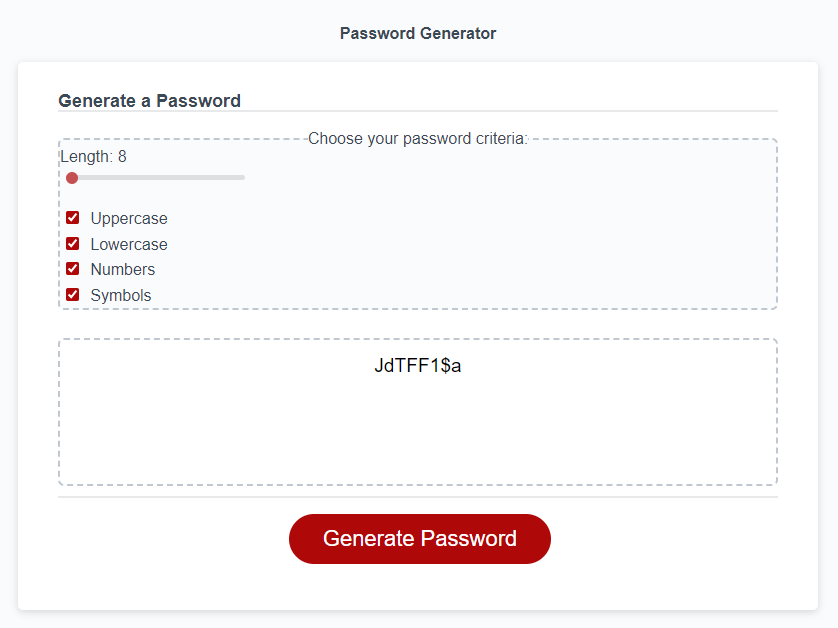 Password Generator
Generate a Password
Choose your password criteria:
Length: 8
Uppercase
Lowercase
Numbers
Symbols
JdTFF1$a
Generate Password